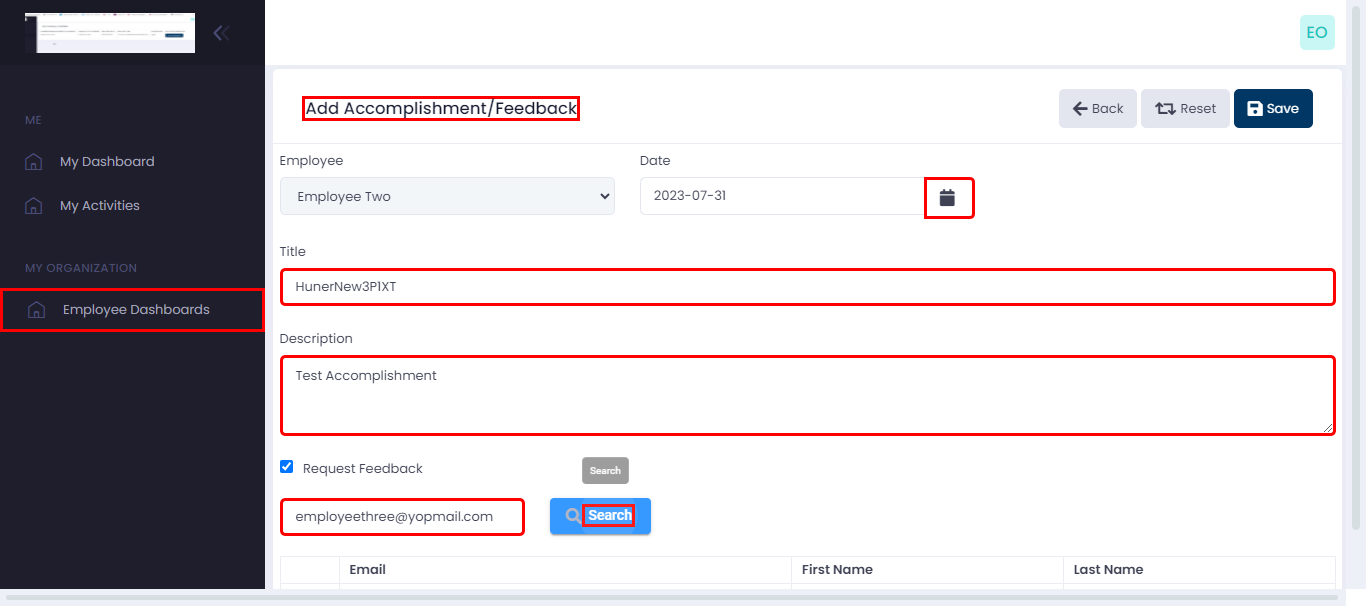 EO
Add Accomplishment/Feedback
Back
Reset
Save
ME
My Dashboard
My Activities
MY ORGANIZATION
Employee Dashboards
Employee
Date
Employee Two
2023-07-31
Title
HunerNew3P1XT
Description
Test Accomplishment
Request Feedback
Search
employeethree@yopmail.com
Search
Email
First Name
Last Name